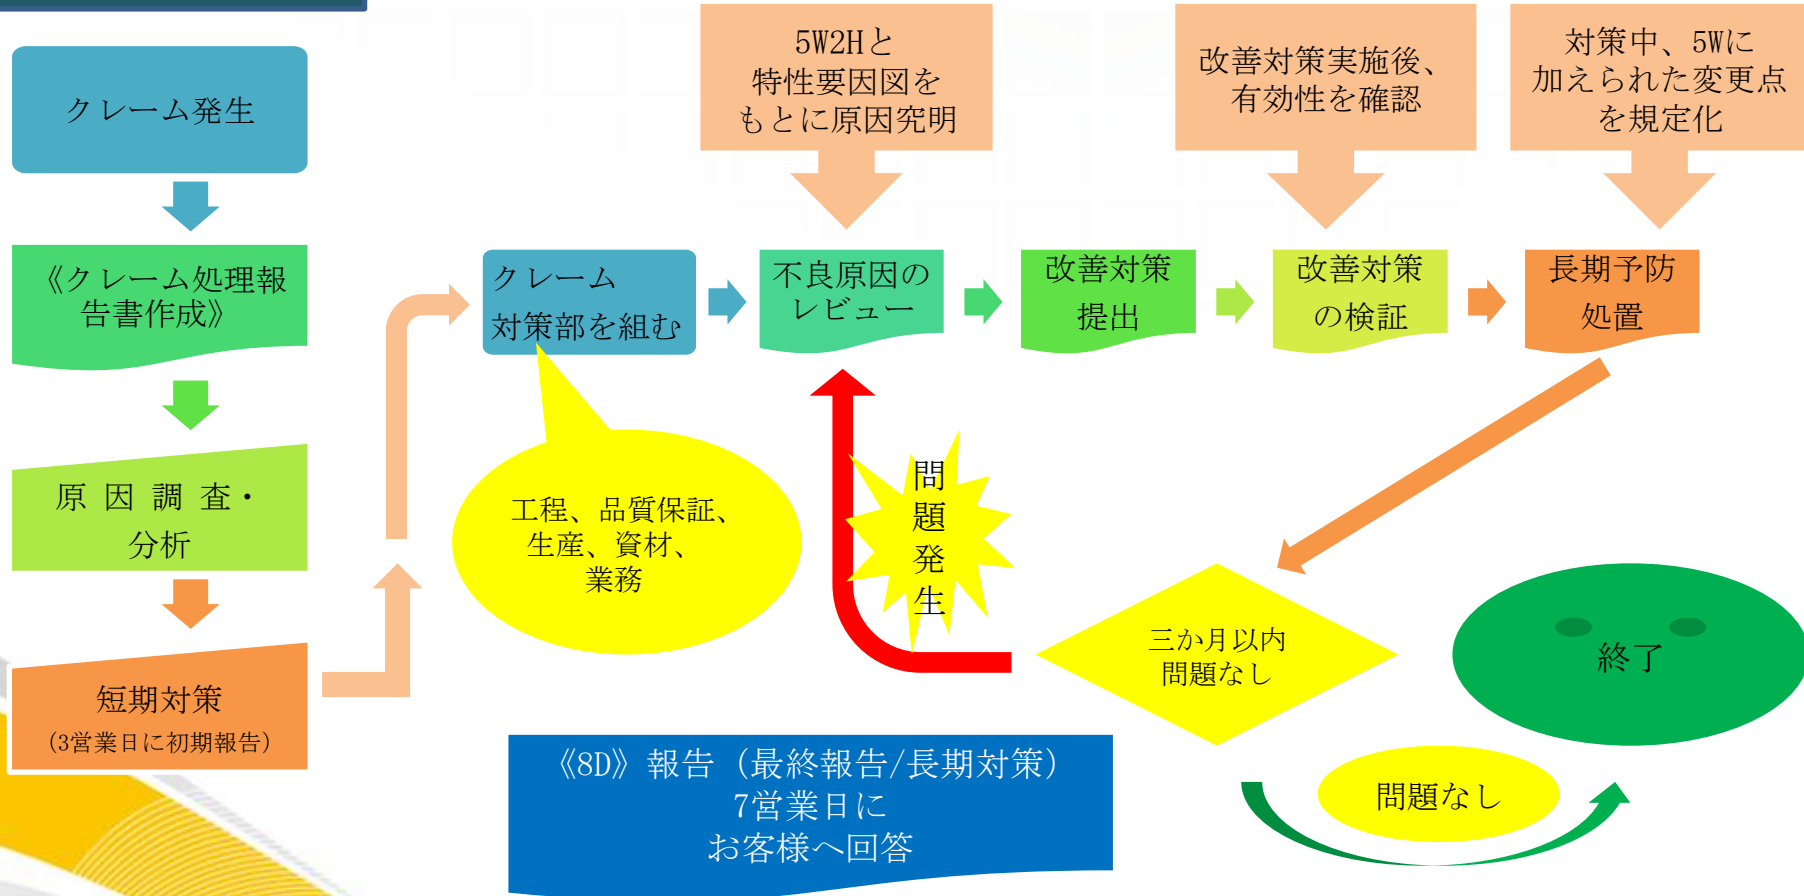 クレーム発生
《クレーム処理報
告書作成》
原 因 調 査・
分析
短期対策
(3営業日に初期報告)
クレーム
対策部を組む
工程、品質保証、
生産、資材、
業務
5W2Hと
特性要因図を
もとに原因究明
不良原因の
レビュー
改善対策
提出
改善対策実施後、
有効性を確認
改善対策
の検証
対策中、5Wに
加えられた変更点
を規定化
長期予防
処置
問
題
発
生
三か月以内
問題なし
終了
問題なし
《8D》報告（最終報告/長期対策）
7営業日に
お客様へ回答